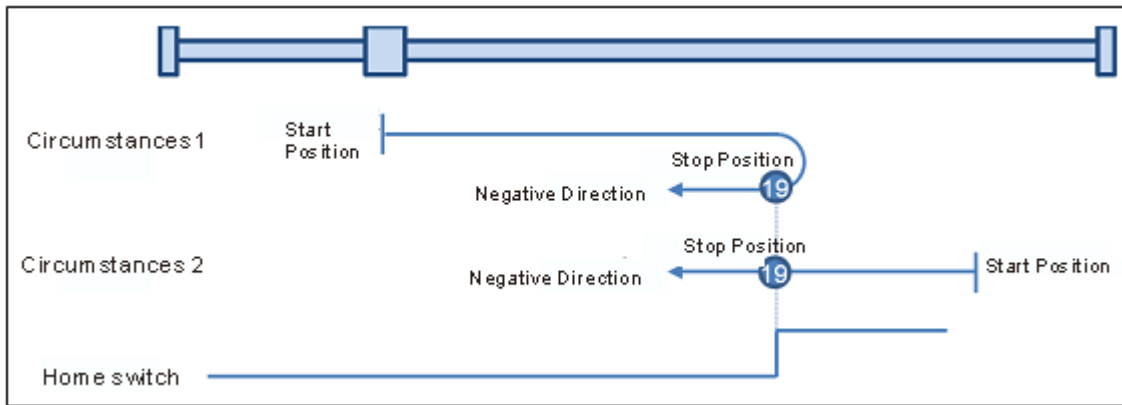 Circumstances 1
Start
Position
Stop Position
19
Negative Direction
Circumstances 2
Stop Position
19
Negative Direction
Start Position
Home switch